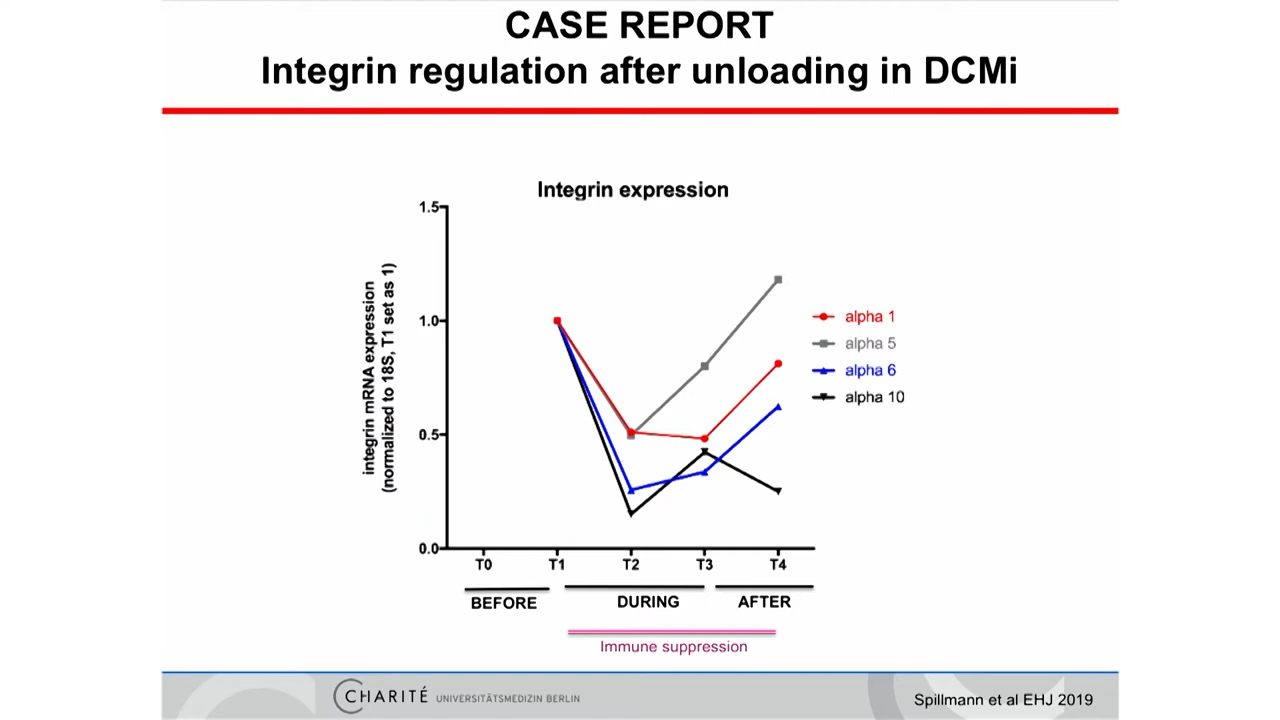 CASE REPORT
Integrin regulation after unloading in DCMi
Integrin expression
integrin mRNA expression
(normalized to 18S, T1 set as 1)
1.5
1.0
0.5
0.0
T0 T1 T2 T3 T4
BEFORE DURING AFTER
Immune suppression
alpha 1
alpha 5
alpha 6
alpha 10
CHARITÉ UNIVERSITÄTSMEDIZIN BERLIN
Spillmann et al EHJ 2019